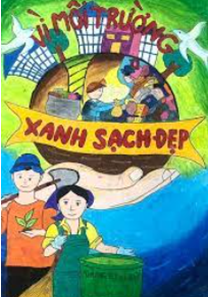 VÌ MÔI TRƯỜNG
XANH SẠCH ĐẸP